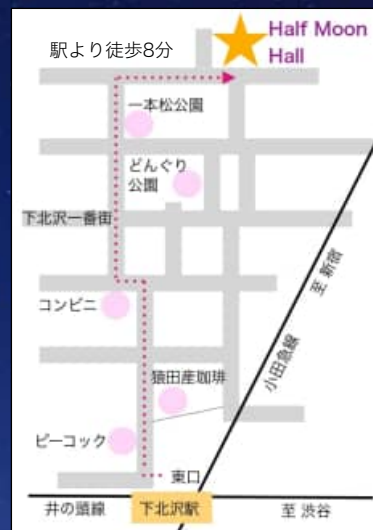 Half Moon
Hall
駅より徒歩8分
一本松公園
どんぐり
公園
下北沢一番街
至 新宿
コンビニ
小田急線
猿田産珈琲
ピーコック
東口
井の頭線
下北沢駅
至 渋谷